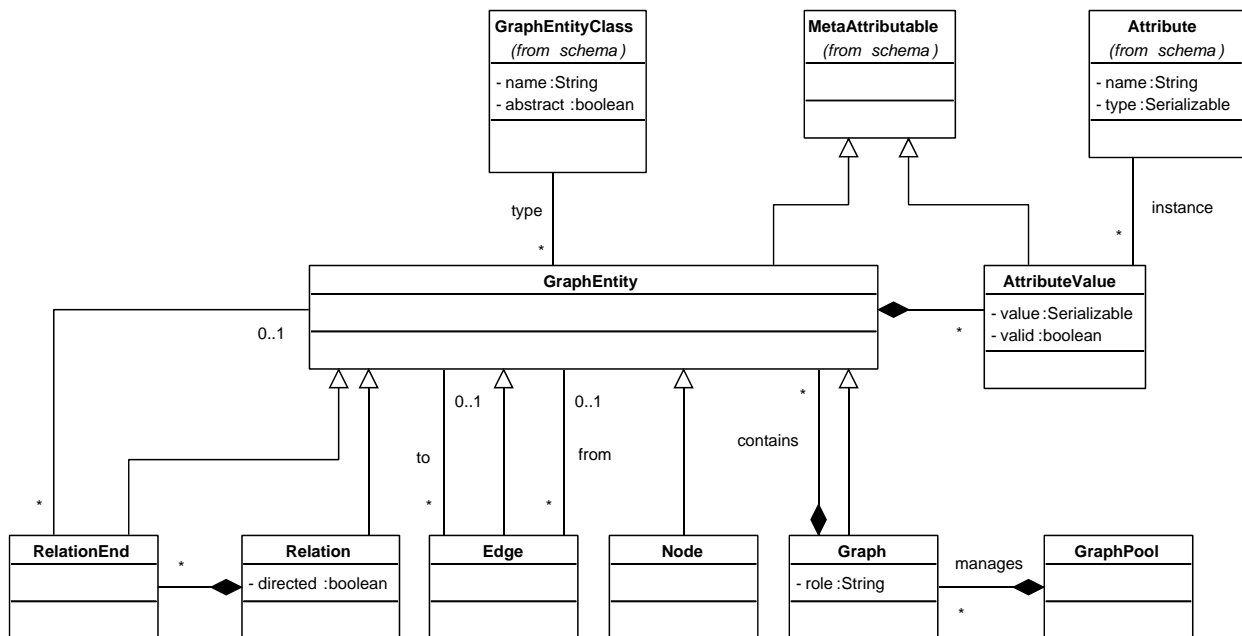 GraphEntityClass
(from schema)
- name :String
- abstract :boolean
MetaAttributable
(from schema)
Attribute
(from schema)
- name :String
- type :Serializable
type
*
instance
*
GraphEntity
AttributeValue
- value :Serializable
- valid :boolean
*
0..1
0..1
0..1
*
to
from
contains
*
*
*
RelationEnd
*
Relation
- directed :boolean
Edge
Node
Graph
- role :String
manages
*
GraphPool